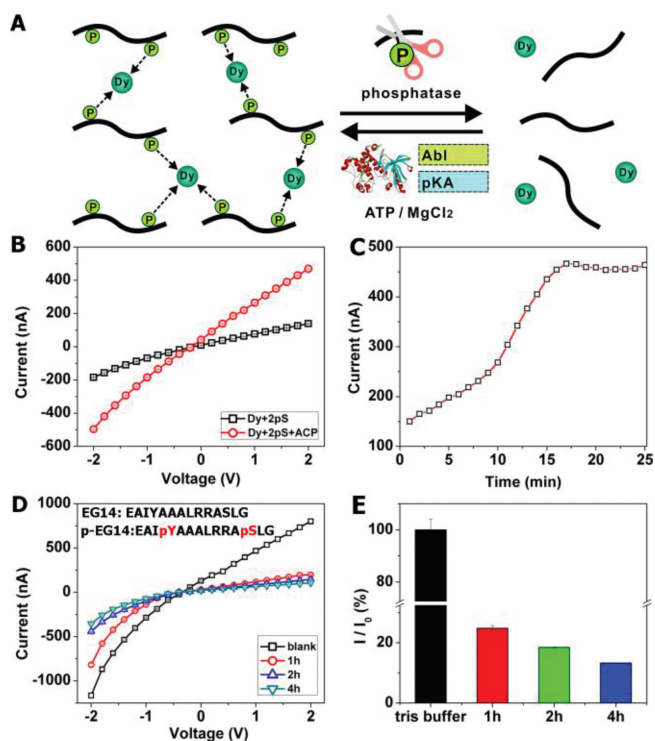 A
P P P P
Dy Dy
P P P
P P
Dy Dy
P P P P
P
phosphatase
Abl
pKA
ATP / MgCl₂
Dy
Dy
Dy
B
600
400
200
0
-200
-400
-600
Current (nA)
-2 -1 0 1 2
Voltage (V)
Dy+2pS
Dy+2pS+ACP
C
500
400
300
200
100
Current (nA)
0 5 10 15 20 25
Time (min)
D
EG14: EAIYAAALRRASLG
p-EG14:EAIpYAAALRRApSLG
1000
500
0
-500
-1000
Current (nA)
-2 -1 0 1 2
Voltage (V)
blank
1h
2h
4h
E
100
80
20
0
I / I₀ (%)
tris buffer 1h 2h 4h